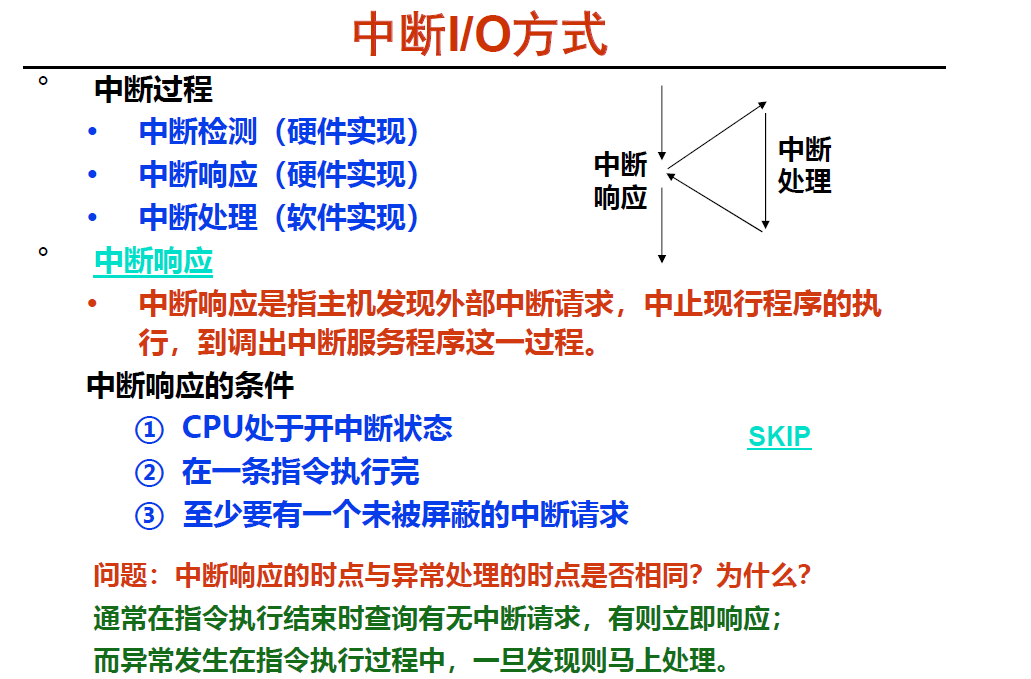 中断I/O方式
° 中断过程
• 中断检测（硬件实现）
• 中断响应（硬件实现）
• 中断处理（软件实现）
中断
响应
中断
处理
° 中断响应
• 中断响应是指主机发现外部中断请求，中止现行程序的执
行，到调出中断服务程序这一过程。
中断响应的条件
① CPU处于开中断状态
② 在一条指令执行完
③ 至少要有一个未被屏蔽的中断请求
SKIP
问题：中断响应的时点与异常处理的时点是否相同？为什么？
通常在指令执行结束时查询有无中断请求，有则立即响应；
而异常发生在指令执行过程中，一旦发现则马上处理。